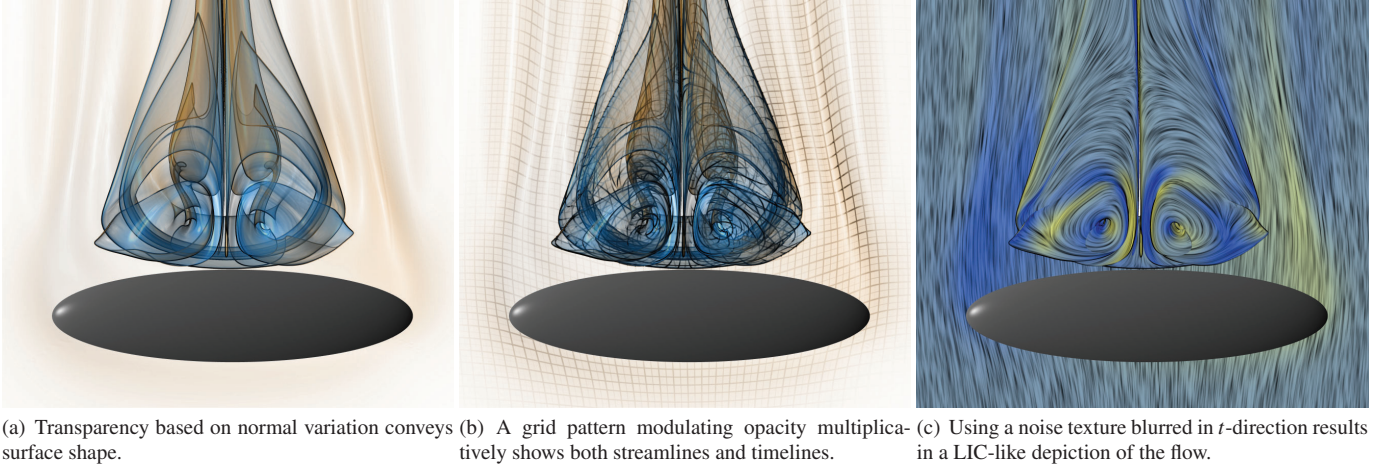 (a) Transparency based on normal variation conveys
surface shape.
(b) A grid pattern modulating opacity multiplica-
tively shows both streamlines and timelines.
(c) Using a noise texture blurred in t-direction results
in a LIC-like depiction of the flow.